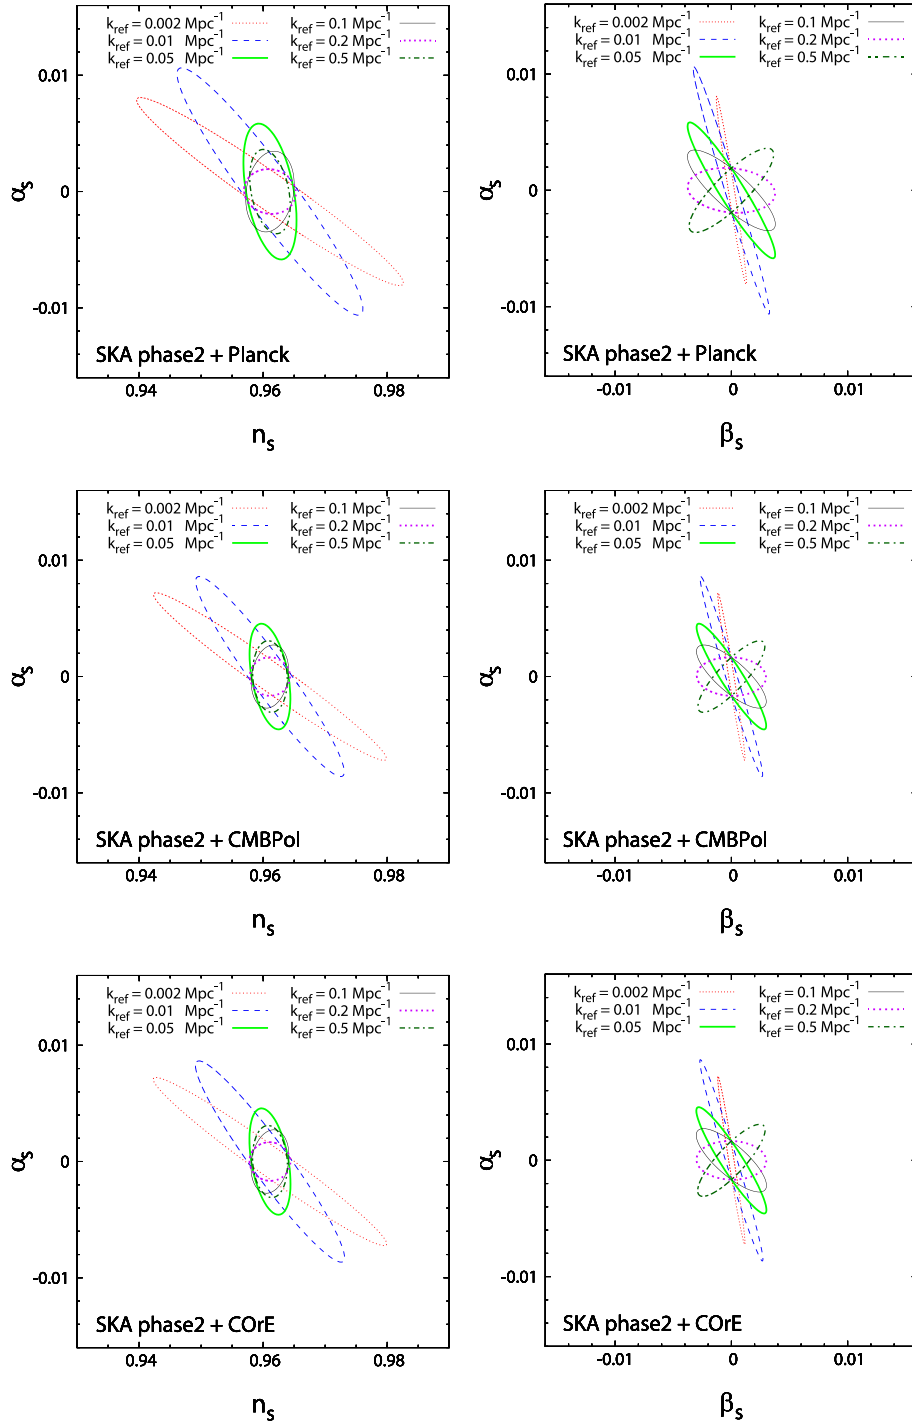 k_ref = 0.002 Mpc^-1 k_ref = 0.1 Mpc^-1
k_ref = 0.01 Mpc^-1 k_ref = 0.2 Mpc^-1
k_ref = 0.05 Mpc^-1 k_ref = 0.5 Mpc^-1
0.01
α_s
0
-0.01
SKA phase2 + Planck
0.94 0.96 0.98
n_s
k_ref = 0.002 Mpc^-1 k_ref = 0.1 Mpc^-1
k_ref = 0.01 Mpc^-1 k_ref = 0.2 Mpc^-1
k_ref = 0.05 Mpc^-1 k_ref = 0.5 Mpc^-1
0.01
α_s
0
-0.01
SKA phase2 + Planck
-0.01 0 0.01
β_s
k_ref = 0.002 Mpc^-1 k_ref = 0.1 Mpc^-1
k_ref = 0.01 Mpc^-1 k_ref = 0.2 Mpc^-1
k_ref = 0.05 Mpc^-1 k_ref = 0.5 Mpc^-1
0.01
α_s
0
-0.01
SKA phase2 + CMBPol
0.94 0.96 0.98
n_s
k_ref = 0.002 Mpc^-1 k_ref = 0.1 Mpc^-1
k_ref = 0.01 Mpc^-1 k_ref = 0.2 Mpc^-1
k_ref = 0.05 Mpc^-1 k_ref = 0.5 Mpc^-1
0.01
α_s
0
-0.01
SKA phase2 + CMBPol
-0.01 0 0.01
β_s
k_ref = 0.002 Mpc^-1 k_ref = 0.1 Mpc^-1
k_ref = 0.01 Mpc^-1 k_ref = 0.2 Mpc^-1
k_ref = 0.05 Mpc^-1 k_ref = 0.5 Mpc^-1
0.01
α_s
0
-0.01
SKA phase2 + COrE
0.94 0.96 0.98
n_s
k_ref = 0.002 Mpc^-1 k_ref = 0.1 Mpc^-1
k_ref = 0.01 Mpc^-1 k_ref = 0.2 Mpc^-1
k_ref = 0.05 Mpc^-1 k_ref = 0.5 Mpc^-1
0.01
α_s
0
-0.01
SKA phase2 + COrE
-0.01 0 0.01
β_s